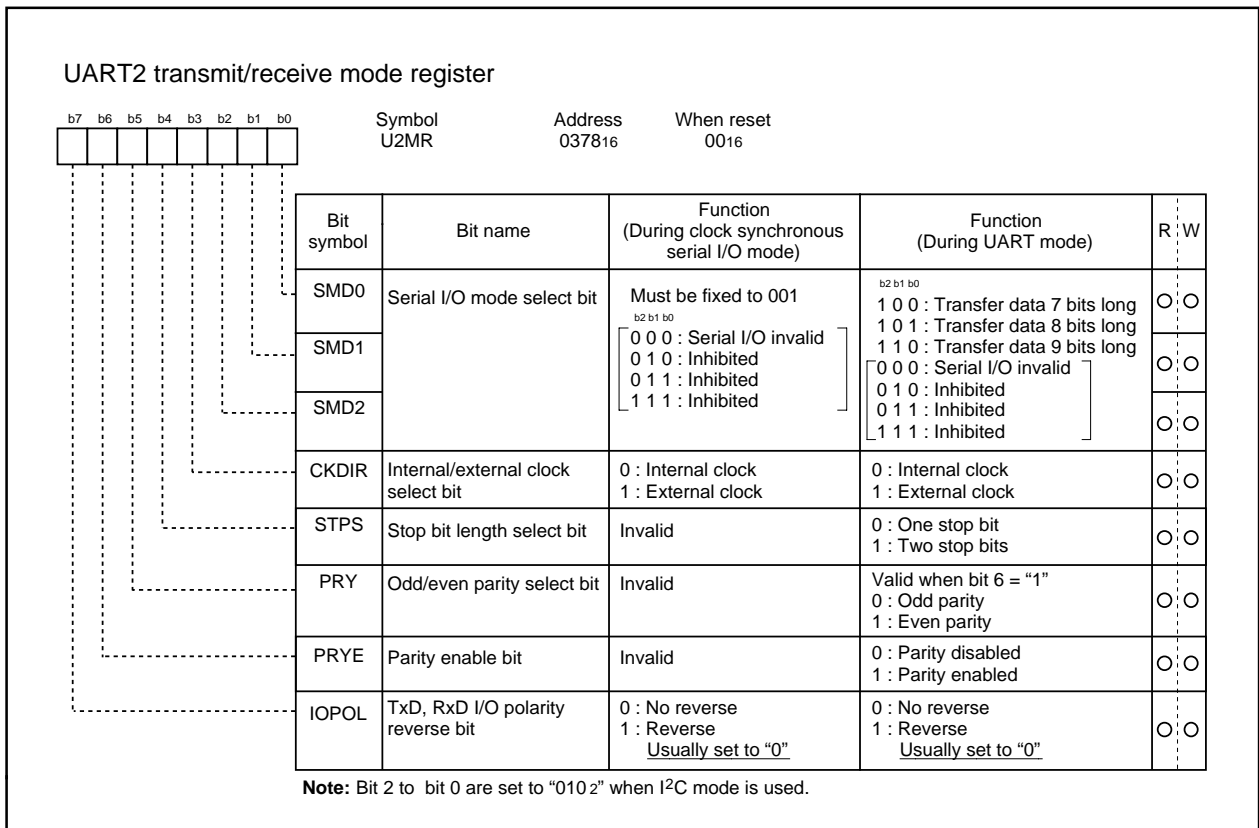 UART2 transmit/receive mode register
b7 b6 b5 b4 b3 b2 b1 b0
Symbol Address When reset
U2MR 037816 0016
Bit symbol Bit name Function (During clock synchronous serial I/O mode) Function (During UART mode) R W
SMD0 Serial I/O mode select bit
SMD1
SMD2
Must be fixed to 001
b2 b1 b0
0 0 0 : Serial I/O invalid
0 1 0 : Inhibited
0 1 1 : Inhibited
1 1 1 : Inhibited
b2 b1 b0
1 0 0 : Transfer data 7 bits long
1 0 1 : Transfer data 8 bits long
1 1 0 : Transfer data 9 bits long
0 0 0 : Serial I/O invalid
0 1 0 : Inhibited
0 1 1 : Inhibited
1 1 1 : Inhibited
CKDIR Internal/external clock select bit
0 : Internal clock
1 : External clock
0 : Internal clock
1 : External clock
STPS Stop bit length select bit Invalid
0 : One stop bit
1 : Two stop bits
PRY Odd/even parity select bit Invalid
Valid when bit 6 = “1”
0 : Odd parity
1 : Even parity
PRYE Parity enable bit Invalid
0 : Parity disabled
1 : Parity enabled
IOPOL TxD, RxD I/O polarity reverse bit
0 : No reverse
1 : Reverse
Usually set to “0”
0 : No reverse
1 : Reverse
Usually set to “0”
Note: Bit 2 to bit 0 are set to “010 2” when I2C mode is used.